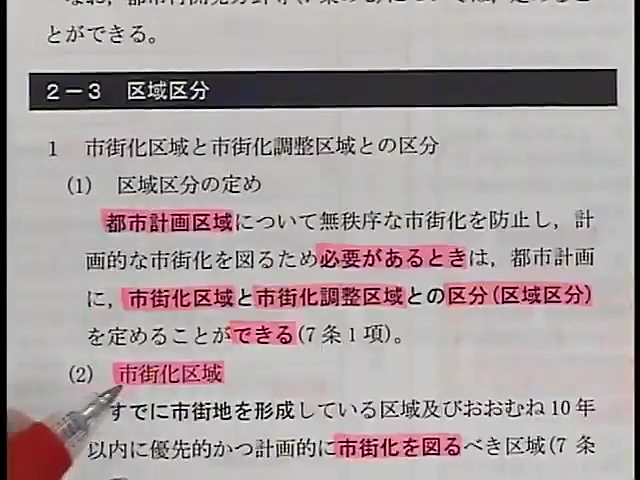 とができる。
2－3 区域区分
1 市街化区域と市街化調整区域との区分
(1) 区域区分の定め
都市計画区域について無秩序な市街化を防止し，計
画的な市街化を図るため必要があるときは，都市計画
に，市街化区域と市街化調整区域との区分(区域区分)
を定めることができる(7条1項)。
(2) 市街化区域
すでに市街地を形成している区域及びおおむね10年
以内に優先的かつ計画的に市街化を図るべき区域(7条